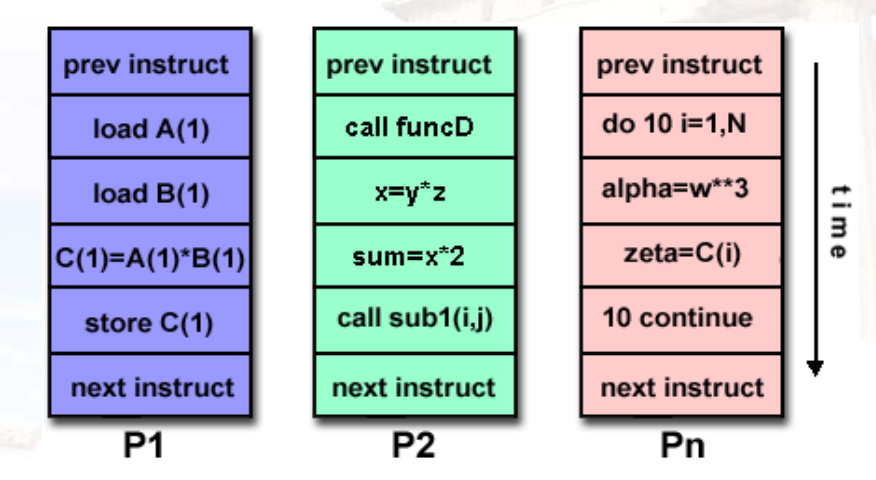 prev instruct
load A(1)
load B(1)
C(1)=A(1)*B(1)
store C(1)
next instruct
P1
prev instruct
call funcD
x=y*z
sum=x*2
call sub1(i,j)
next instruct
P2
prev instruct
do 10 i=1,N
alpha=w**3
zeta=C(i)
10 continue
next instruct
Pn
time